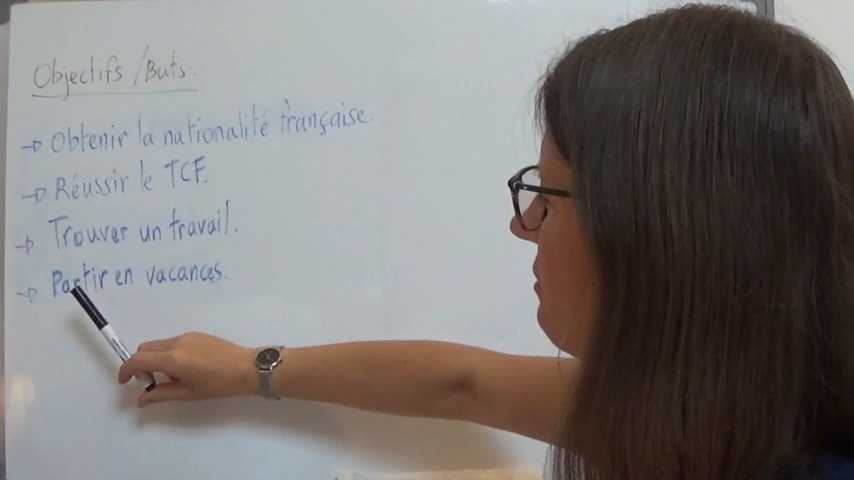 Objectifs / Buts:
→ Obtenir la nationalité française.
→ Réussir le TCF.
→ Trouver un travail.
→ Partir en vacances.